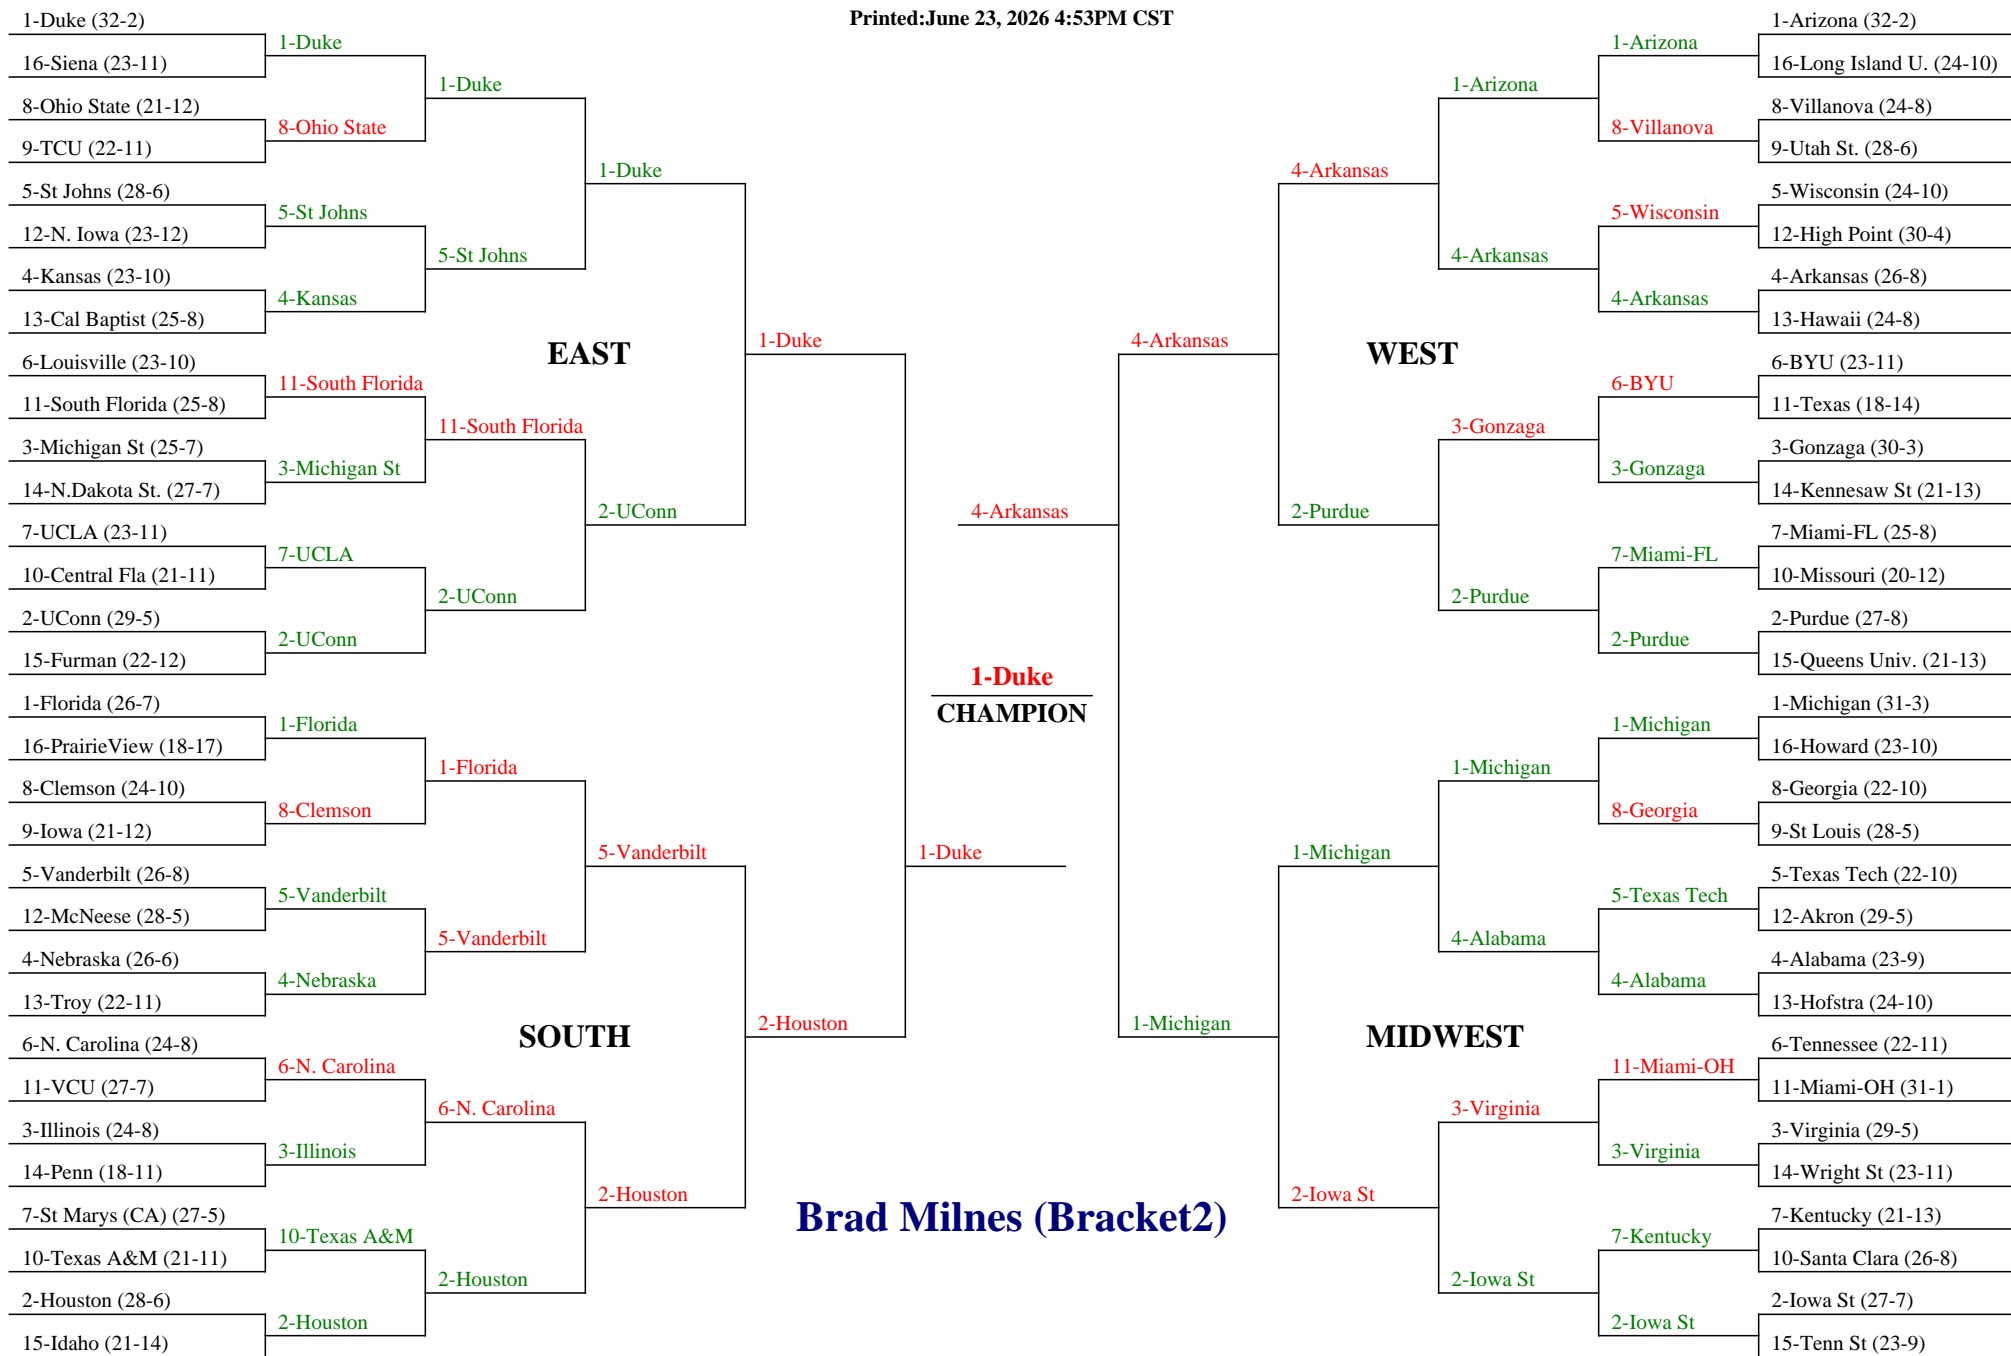 Printed:June 23, 2026 4:53PM CST
1-Duke (32-2)
16-Siena (23-11)
8-Ohio State (21-12)
9-TCU (22-11)
5-St Johns (28-6)
12-N. Iowa (23-12)
4-Kansas (23-10)
13-Cal Baptist (25-8)
6-Louisville (23-10)
11-South Florida (25-8)
3-Michigan St (25-7)
14-N.Dakota St. (27-7)
7-UCLA (23-11)
10-Central Fla (21-11)
2-UConn (29-5)
15-Furman (22-12)
1-Florida (26-7)
16-PrairieView (18-17)
8-Clemson (24-10)
9-Iowa (21-12)
5-Vanderbilt (26-8)
12-McNeese (28-5)
4-Nebraska (26-6)
13-Troy (22-11)
6-N. Carolina (24-8)
11-VCU (27-7)
3-Illinois (24-8)
14-Penn (18-11)
7-St Marys (CA) (27-5)
10-Texas A&M (21-11)
2-Houston (28-6)
15-Idaho (21-14)
1-Duke
8-Ohio State
5-St Johns
4-Kansas
11-South Florida
3-Michigan St
7-UCLA
2-UConn
1-Florida
8-Clemson
5-Vanderbilt
4-Nebraska
6-N. Carolina
3-Illinois
10-Texas A&M
2-Houston
1-Duke
5-St Johns
11-South Florida
2-UConn
1-Florida
5-Vanderbilt
6-N. Carolina
2-Houston
1-Duke
2-UConn
5-Vanderbilt
2-Houston
EAST
SOUTH
1-Duke
2-Houston
1-Duke
4-Arkansas
1-Duke
CHAMPION
Brad Milnes (Bracket2)
4-Arkansas
1-Michigan
WEST
MIDWEST
4-Arkansas
2-Purdue
1-Michigan
2-Iowa St
1-Arizona
4-Arkansas
3-Gonzaga
2-Purdue
1-Michigan
4-Alabama
3-Virginia
2-Iowa St
1-Arizona
8-Villanova
5-Wisconsin
4-Arkansas
6-BYU
3-Gonzaga
7-Miami-FL
2-Purdue
1-Michigan
8-Georgia
5-Texas Tech
4-Alabama
11-Miami-OH
3-Virginia
7-Kentucky
2-Iowa St
1-Arizona (32-2)
16-Long Island U. (24-10)
8-Villanova (24-8)
9-Utah St. (28-6)
5-Wisconsin (24-10)
12-High Point (30-4)
4-Arkansas (26-8)
13-Hawaii (24-8)
6-BYU (23-11)
11-Texas (18-14)
3-Gonzaga (30-3)
14-Kennesaw St (21-13)
7-Miami-FL (25-8)
10-Missouri (20-12)
2-Purdue (27-8)
15-Queens Univ. (21-13)
1-Michigan (31-3)
16-Howard (23-10)
8-Georgia (22-10)
9-St Louis (28-5)
5-Texas Tech (22-10)
12-Akron (29-5)
4-Alabama (23-9)
13-Hofstra (24-10)
6-Tennessee (22-11)
11-Miami-OH (31-1)
3-Virginia (29-5)
14-Wright St (23-11)
7-Kentucky (21-13)
10-Santa Clara (26-8)
2-Iowa St (27-7)
15-Tenn St (23-9)